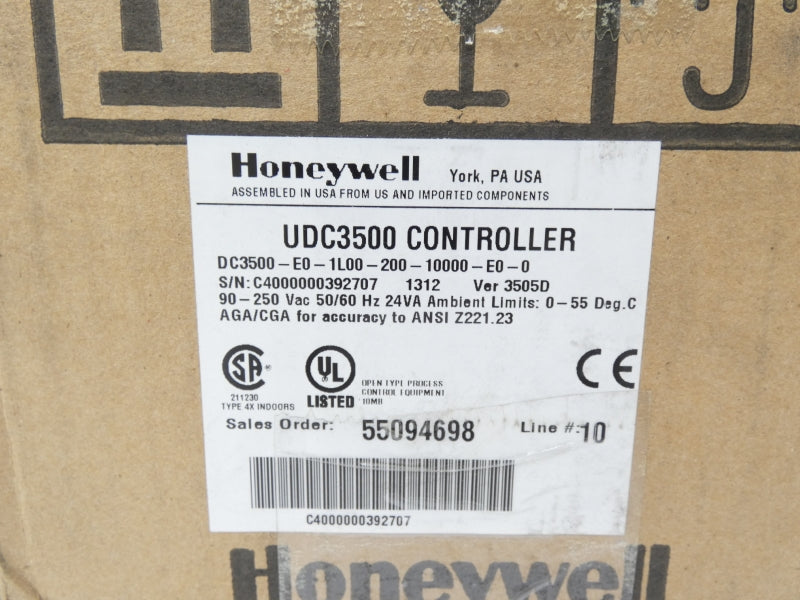 Honeywell York, PA USA
ASSEMBLED IN USA FROM US AND IMPORTED COMPONENTS
UDC3500 CONTROLLER
DC3500-E0-1L00-200-10000-E0-0
S/N: C4000000392707 1312 Ver 3505D
90-250 Vac 50/60 Hz 24VA Ambient Limits: 0-55 Deg.C
AGA/CGA for accuracy to ANSI Z221.23
SA® UL CE
211230
TYPE 4X INDOORS
LISTED
OPEN TYPE PROCESS
CONTROL EQUIPMENT
10MB
Sales Order: 55094698 Line #: 10
C4000000392707
Honeywell